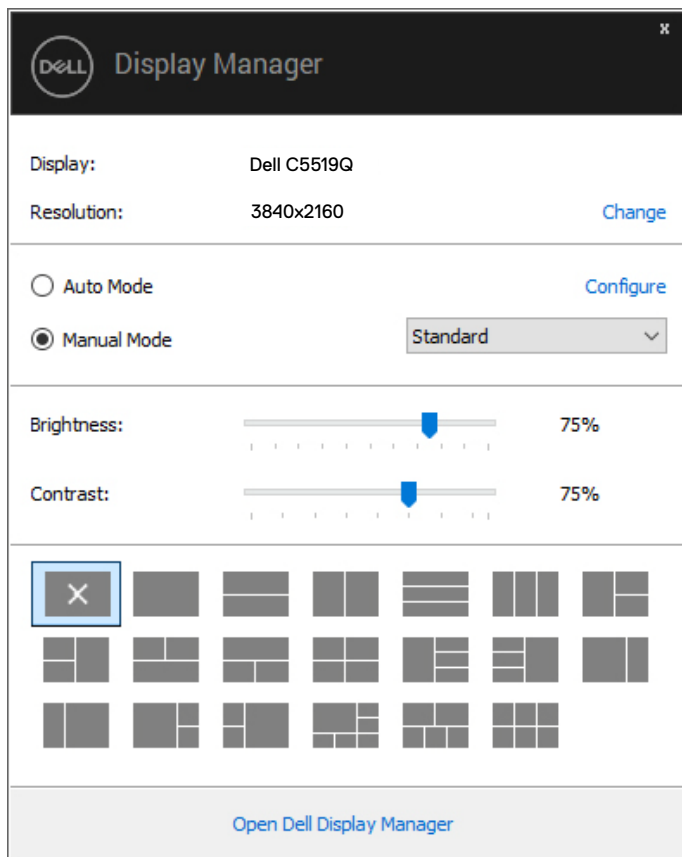 x
DELL Display Manager
Display: Dell C5519Q
Resolution: 3840x2160 Change
Auto Mode Configure
Manual Mode Standard
Brightness: 75%
Contrast: 75%
Open Dell Display Manager